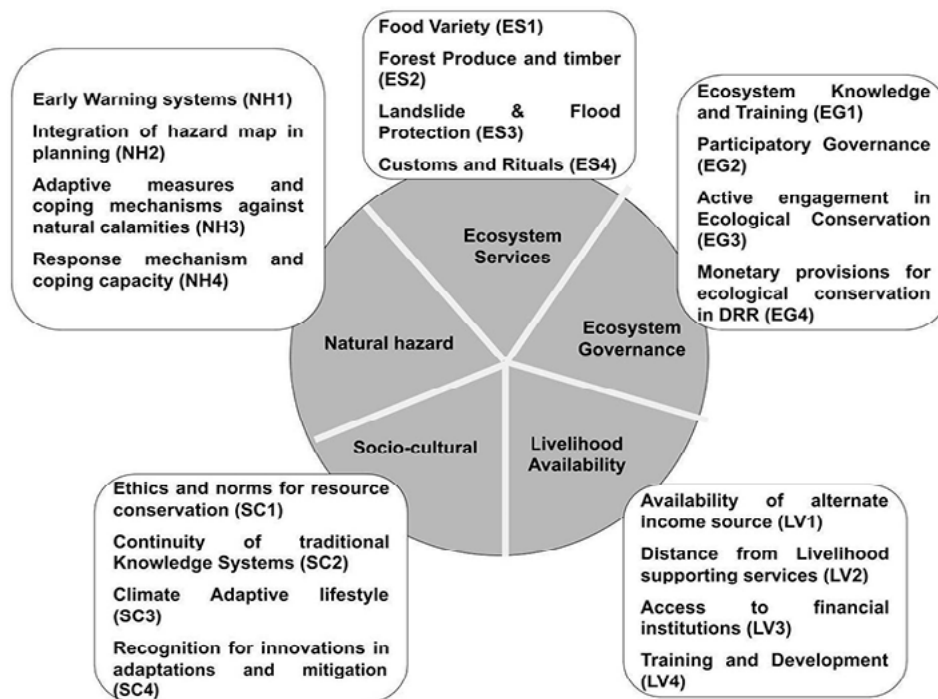 Food Variety (ES1)
Forest Produce and timber
(ES2)
Landslide & Flood
Protection (ES3)
Customs and Rituals (ES4)
Early Warning systems (NH1)
Integration of hazard map in
planning (NH2)
Adaptive measures and
coping mechanisms against
natural calamities (NH3)
Response mechanism and
coping capacity (NH4)
Ecosystem Knowledge
and Training (EG1)
Participatory Governance
(EG2)
Active engagement in
Ecological Conservation
(EG3)
Monetary provisions for
ecological conservation
in DRR (EG4)
Ecosystem
Services
Natural hazard
Ecosystem
Governance
Socio-cultural
Livelihood
Availability
Ethics and norms for resource
conservation (SC1)
Continuity of traditional
Knowledge Systems (SC2)
Climate Adaptive lifestyle
(SC3)
Recognition for innovations in
adaptations and mitigation
(SC4)
Availability of alternate
income source (LV1)
Distance from Livelihood
supporting services (LV2)
Access to financial
institutions (LV3)
Training and Development
(LV4)